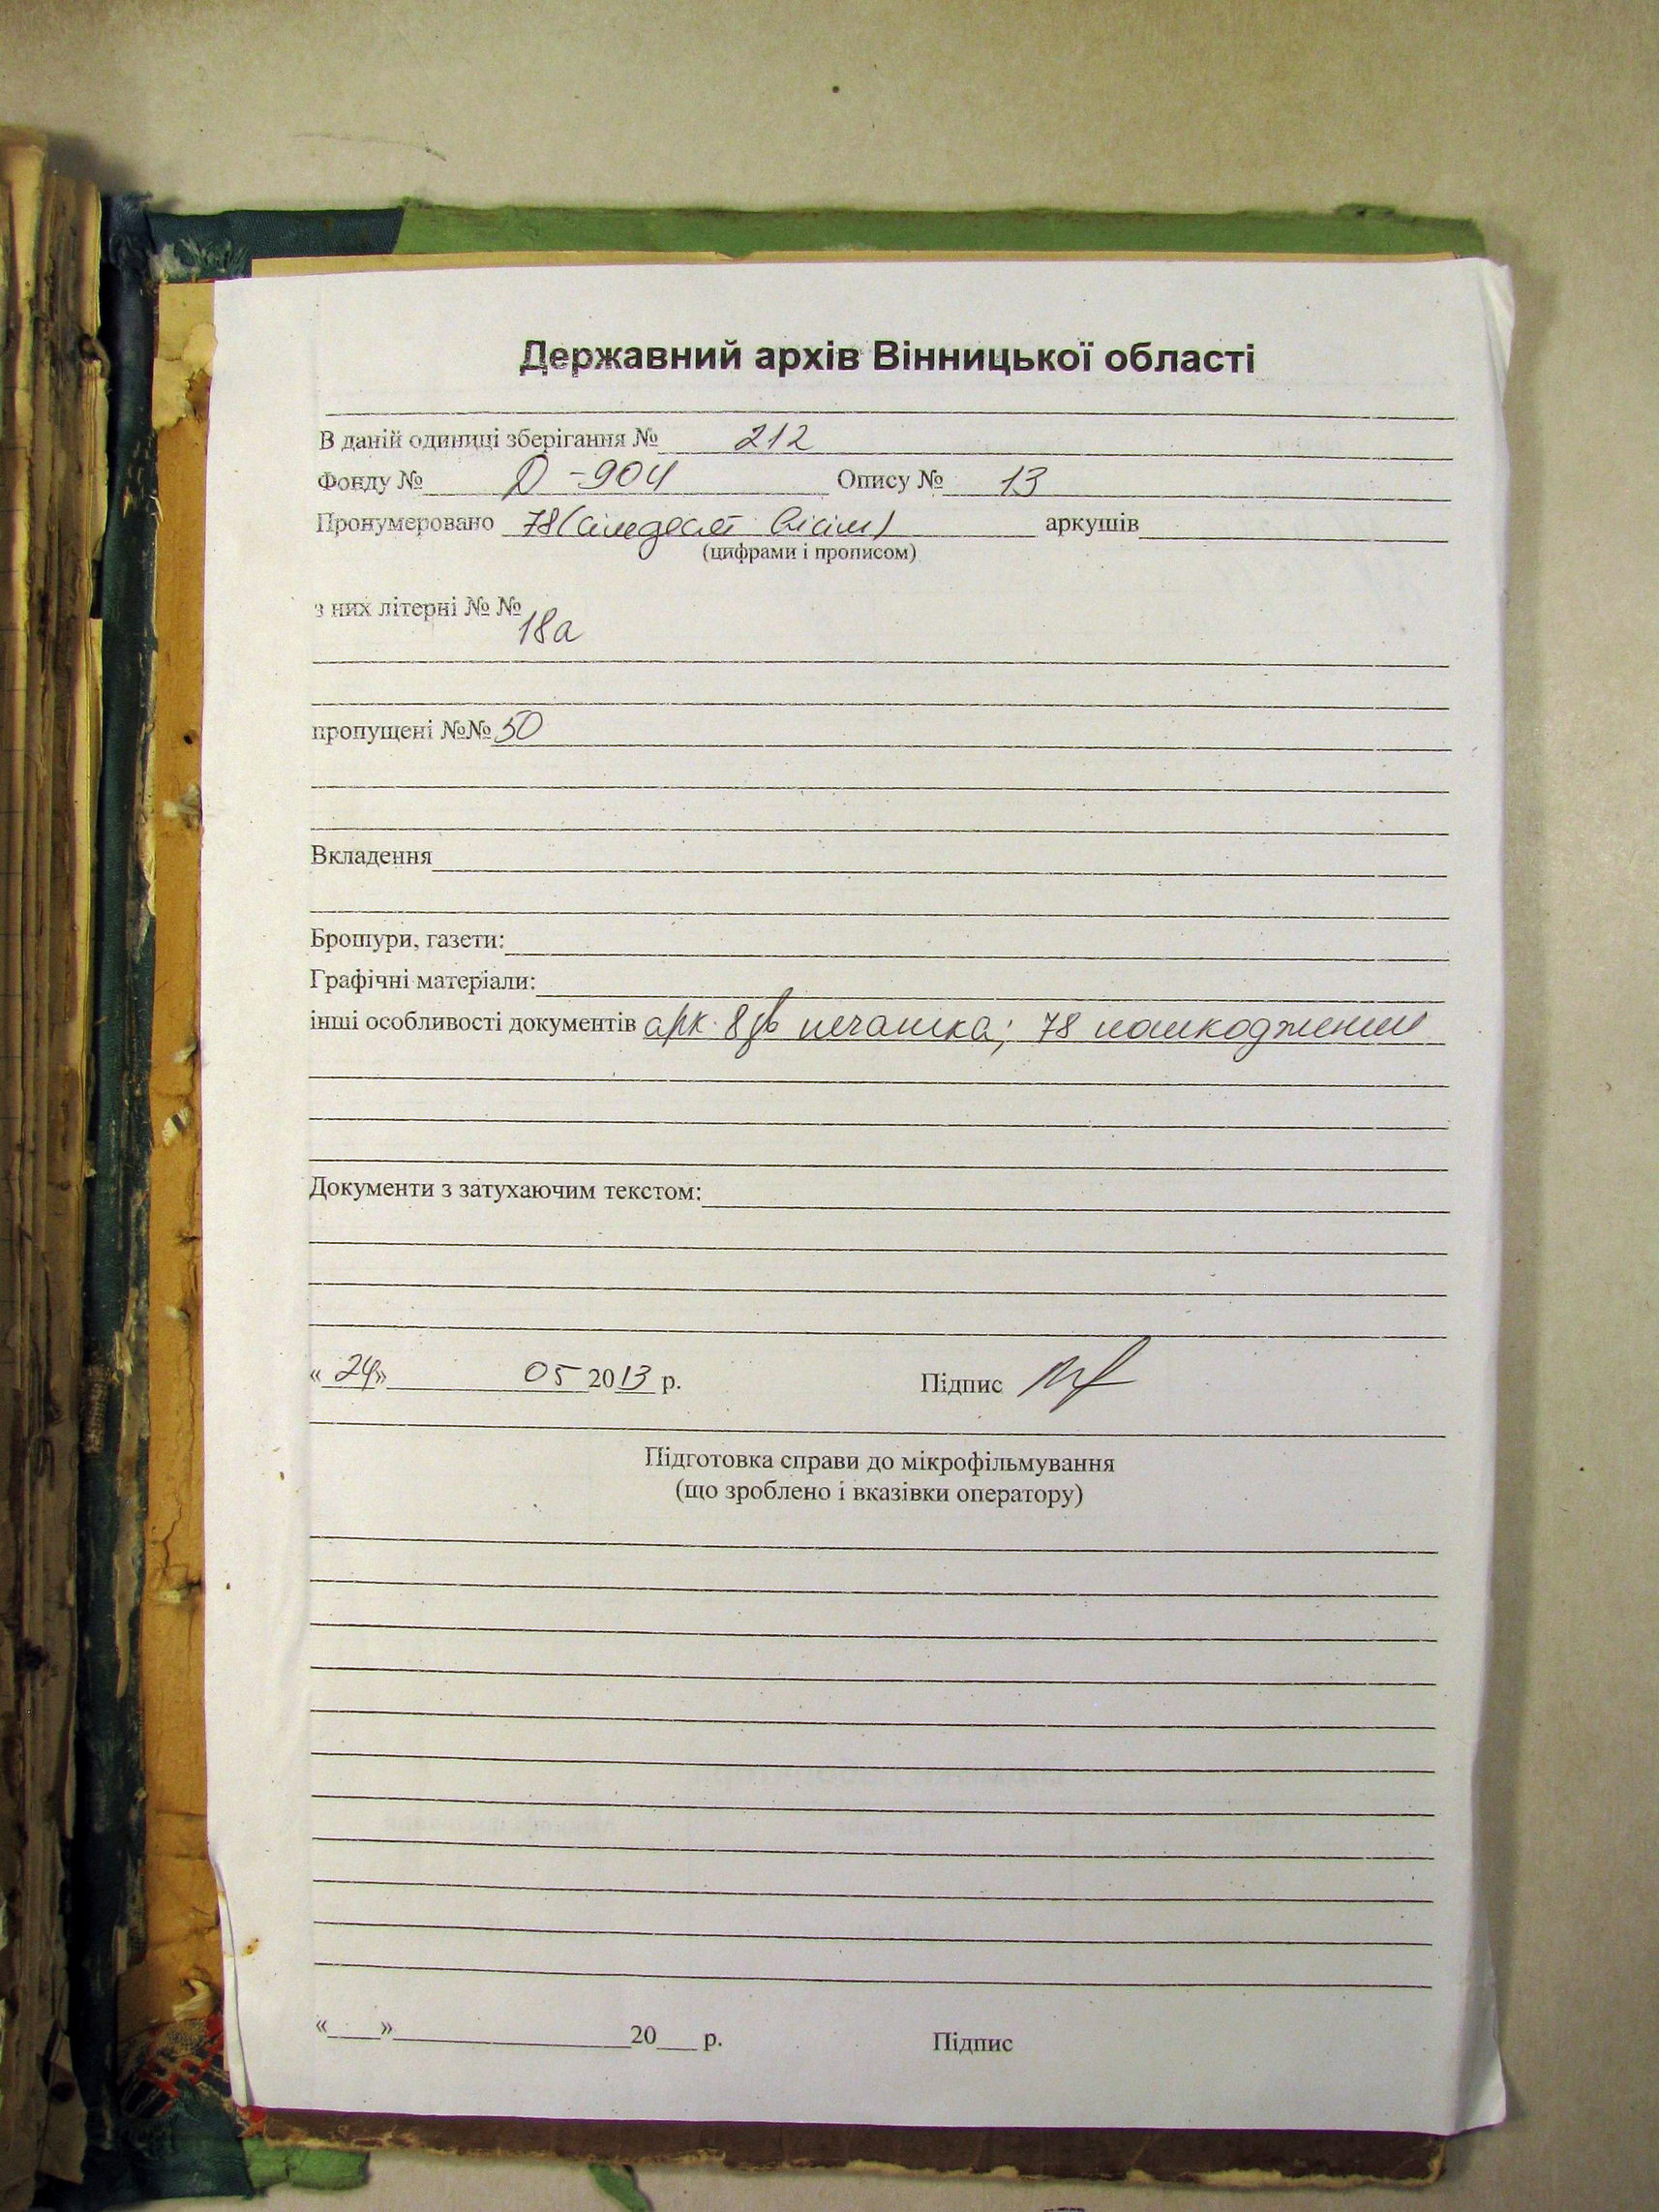 Державний архів Вінницької області
В даній одиниці зберігання № 212
Фонду № Д-904 Опису № 13
Пронумеровано 78 (сімдесят вісім) аркушів
(цифрами і прописом)
з них літерні № №
18а
пропущені №№ 50
Вкладення
Брошури, газети:
Графічні матеріали:
інші особливості документів арк. 8 печатка; 78 пошкоджений
Документи з затухаючим текстом:
«24» 05 2013 р. Підпис
Підготовка справи до мікрофільмування
(що зроблено і вказівки оператору)
«___» 20___ р. Підпис